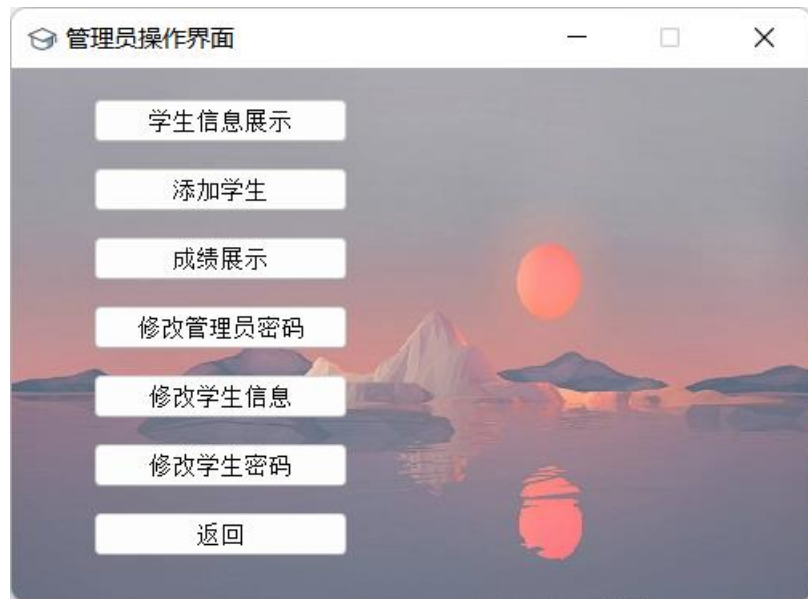 管理员操作界面
学生信息展示
添加学生
成绩展示
修改管理员密码
修改学生信息
修改学生密码
返回